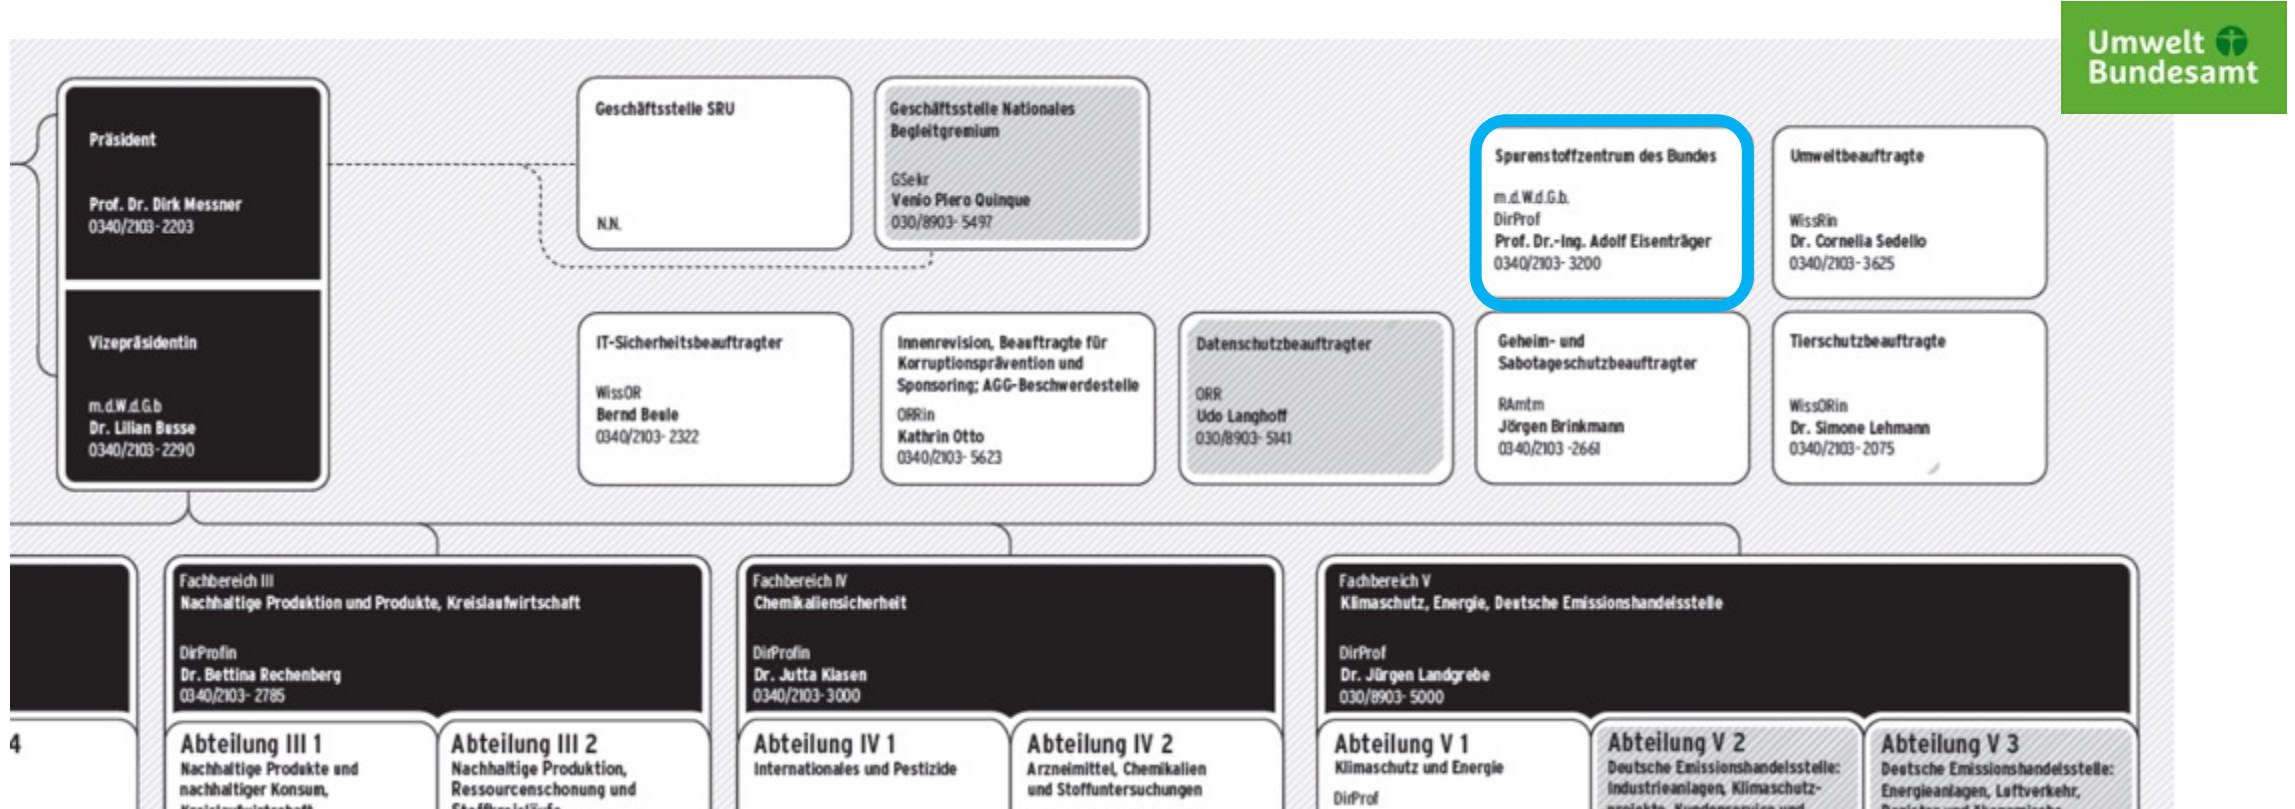 Umwelt
Bundesamt
Präsident
Prof. Dr. Dirk Messner
0340/2103-2203
Vizepräsidentin
m.d.W.d.G.b
Dr. Lilian Busse
0340/2103-2290
Geschäftsstelle SRU
N.N.
Geschäftsstelle Nationales
Begleitgremium
GSekr
Venio Piero Quinque
030/8903- 5497
Spurenstoffzentrum des Bundes
m.d.W.d.G.b.
DirProf
Prof. Dr.-Ing. Adolf Eisenträger
0340/2103- 3200
Umweltbeauftragte
WissRin
Dr. Cornelia Sedello
0340/2103-3625
IT-Sicherheitsbeauftragter
WissOR
Bernd Beule
0340/2103- 2322
Innenrevision, Beauftragte für
Korruptionsprävention und
Sponsoring; AGG-Beschwerdestelle
ORRin
Kathrin Otto
0340/2103- 5623
Datenschutzbeauftragter
ORR
Udo Langhoff
030/8903- 5141
Geheim- und
Sabotageschutzbeauftragter
RAmtm
Jörgen Brinkmann
0340/2103 -2661
Tierschutzbeauftragte
WissORin
Dr. Simone Lehmann
0340/2103-2075
4
Fachbereich III
Nachhaltige Produktion und Produkte, Kreislaufwirtschaft
DirProfin
Dr. Bettina Rechenberg
0340/2103- 2785
Abteilung III 1
Nachhaltige Produkte und
nachhaltiger Konsum,
Abteilung III 2
Nachhaltige Produktion,
Ressourcenschonung und
Fachbereich IV
Chemikaliensicherheit
DirProfin
Dr. Jutta Klasen
0340/2103-3000
Abteilung IV 1
Internationales und Pestizide
Abteilung IV 2
Arzneimittel, Chemikalien
und Stoffuntersuchungen
Fachbereich V
Klimaschutz, Energie, Deutsche Emissionshandelsstelle
DirProf
Dr. Jürgen Landgrebe
030/8903- 5000
Abteilung V 1
Klimaschutz und Energie
DirProf
Abteilung V 2
Deutsche Emissionshandelsstelle:
Industrieanlagen, Klimaschutz-
Abteilung V 3
Deutsche Emissionshandelsstelle:
Energieanlagen, Luftverkehr,